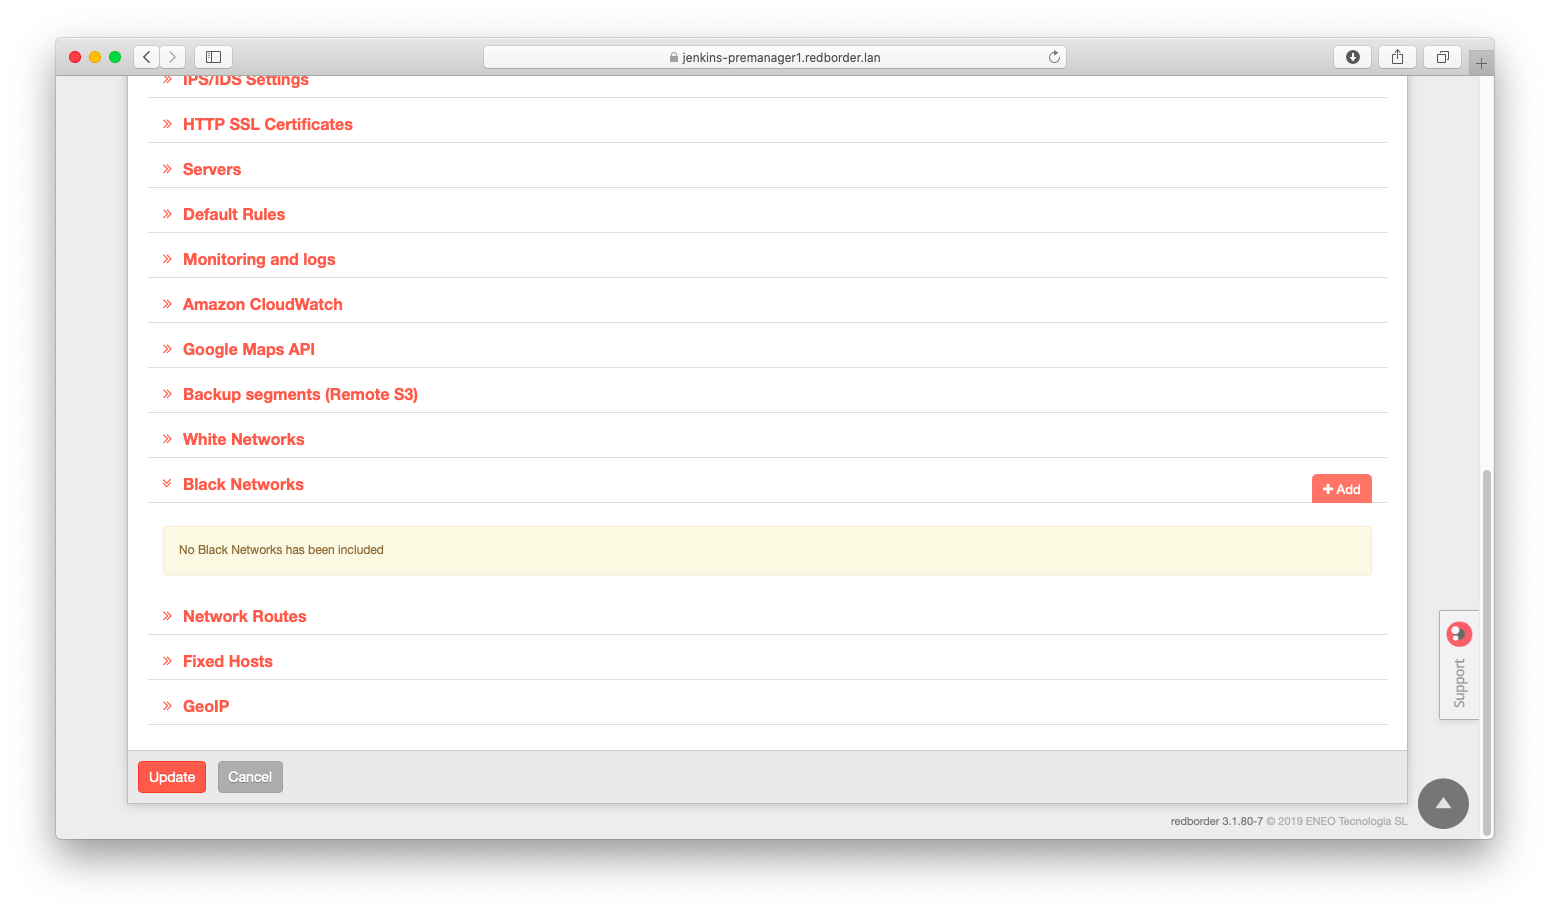 jenkins-premanager1.redborder.lan
IPS/IDS Settings
HTTP SSL Certificates
Servers
Default Rules
Monitoring and logs
Amazon CloudWatch
Google Maps API
Backup segments (Remote S3)
White Networks
Black Networks
Add
No Black Networks has been included
Network Routes
Fixed Hosts
GeoIP
Support
Update Cancel
redborder 3.1.80-7 © 2019 ENEO Tecnologia SL